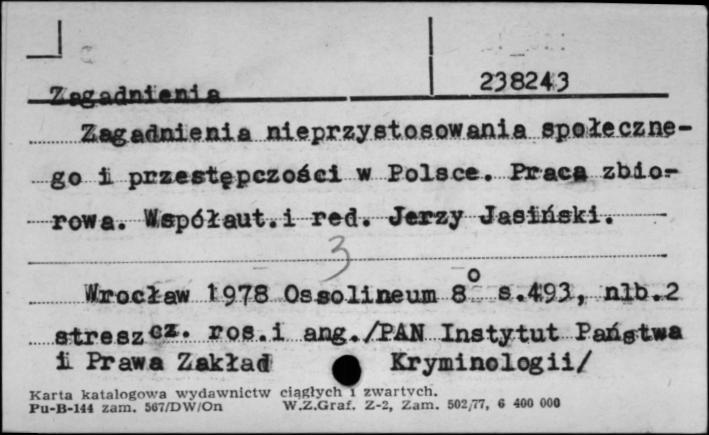 238243
Zagadnienia
Zagadnienia nieprzystosowania społeczne-
go i przestępczości w Polsce. Praca zbio-
rowa. Współaut.i red. Jerzy Jasiński.
3
Wrocław 1978 Ossolineum 8° s.493, nlb.2
streszcz. ros.i ang./PAN Instytut Państwa
i Prawa Zakład Kryminologii/
Karta katalogowa wydawnictw ciągłych i zwartych.
Pu-B-144 zam. 567/DW/On W.Z.Graf. Z-2, Zam. 502/77, 6 400 000